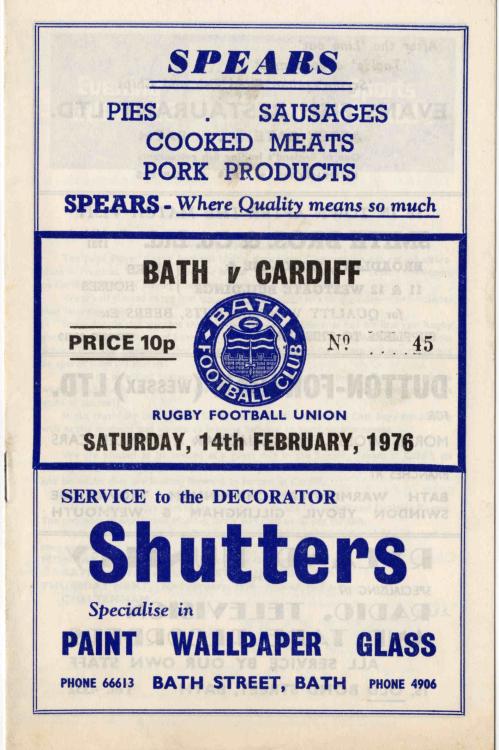 SPEARS
PIES . SAUSAGES
COOKED MEATS
PORK PRODUCTS
SPEARS - Where Quality means so much
BATH v CARDIFF
PRICE 10p
BATH FOOTBALL CLUB
Nº .... 45
RUGBY FOOTBALL UNION
SATURDAY, 14th FEBRUARY, 1976
SERVICE to the DECORATOR
Shutters
Specialise in
PAINT WALLPAPER GLASS
PHONE 66613 BATH STREET, BATH PHONE 4906